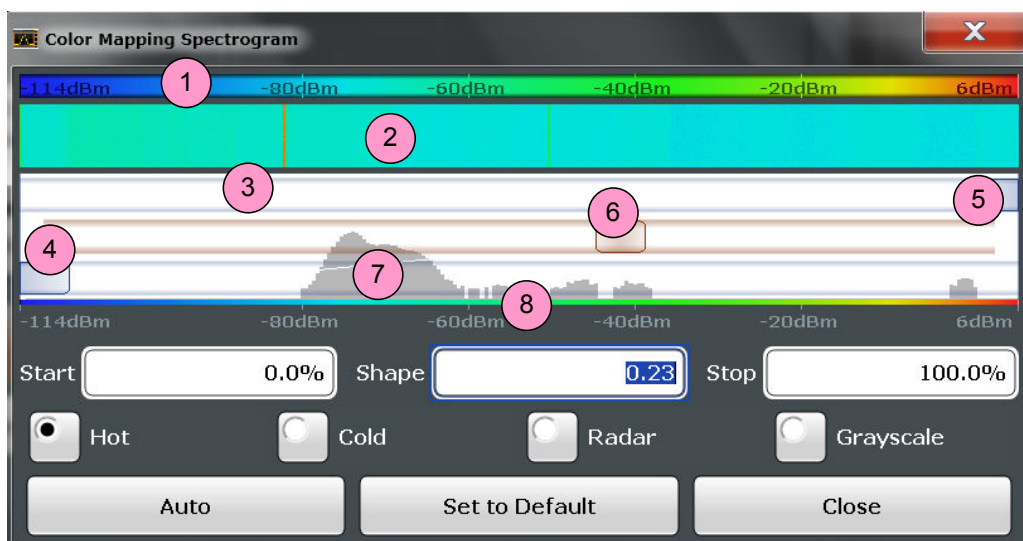 Color Mapping Spectrogram
X
-114dBm -80dBm -60dBm -40dBm -20dBm 6dBm
1
2
3
4
5
6
7
8
-114dBm -80dBm -60dBm -40dBm -20dBm 6dBm
Start 0.0% Shape 0.23 Stop 100.0%
Hot Cold Radar Grayscale
Auto Set to Default Close